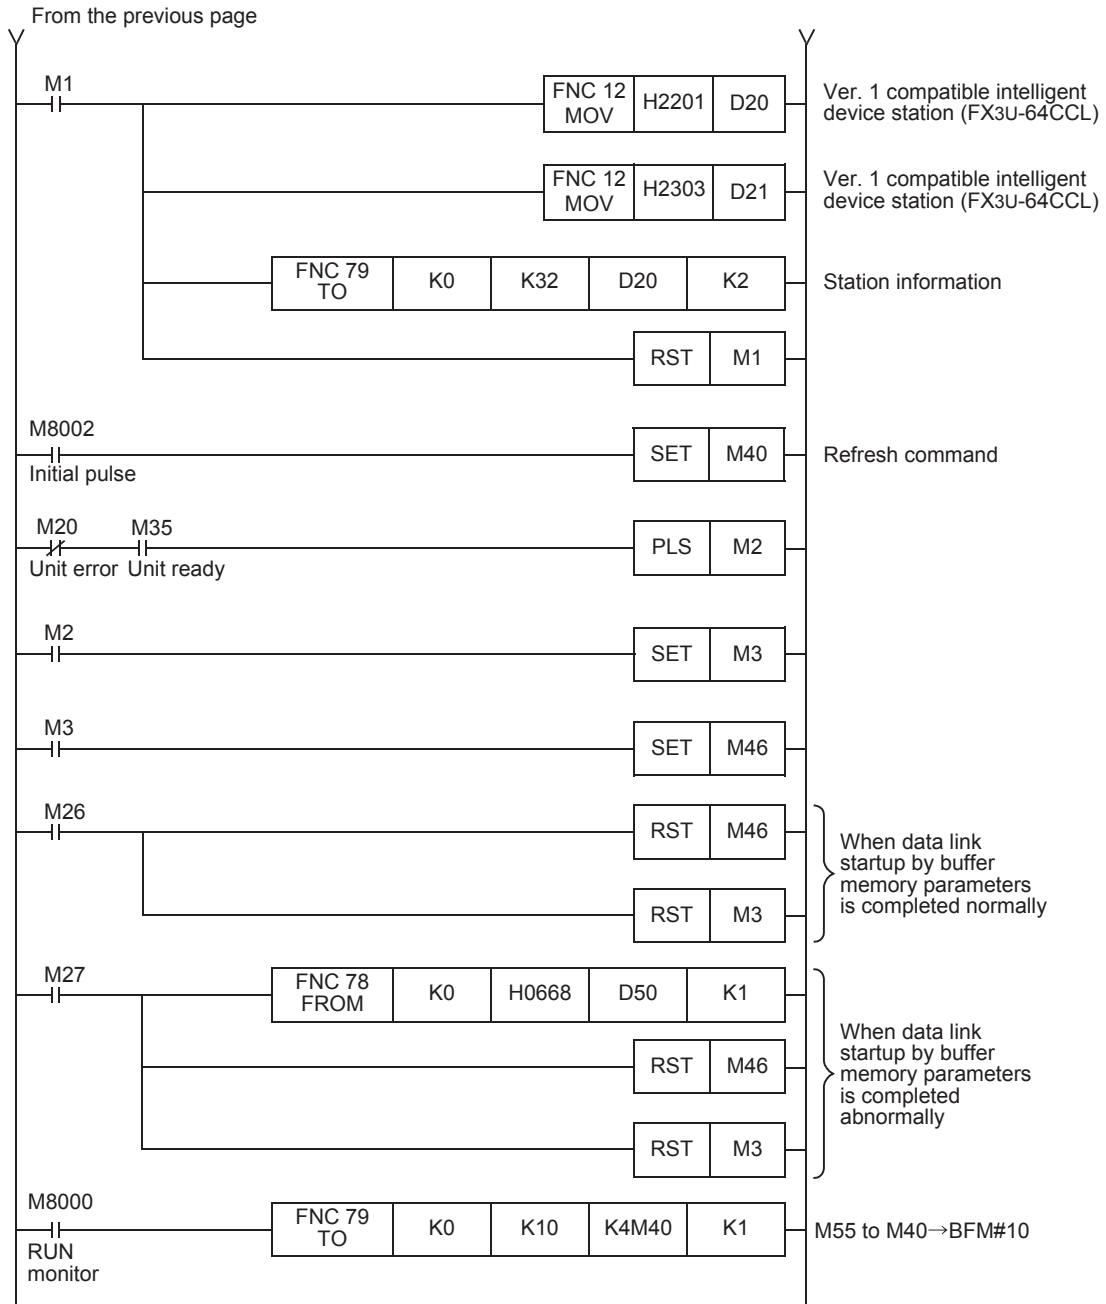 From the previous page
M1
FNC 12 MOV H2201 D20
Ver. 1 compatible intelligent
device station (FX3U-64CCL)
FNC 12 MOV H2303 D21
Ver. 1 compatible intelligent
device station (FX3U-64CCL)
FNC 79 TO K0 K32 D20 K2
Station information
RST M1
M8002
Initial pulse
SET M40
Refresh command
M20 M35
Unit error Unit ready
PLS M2
M2
SET M3
M3
SET M46
M26
RST M46
RST M3
When data link
startup by buffer
memory parameters
is completed normally
M27
FNC 78 FROM K0 H0668 D50 K1
RST M46
RST M3
When data link
startup by buffer
memory parameters
is completed
abnormally
M8000
RUN
monitor
FNC 79 TO K0 K10 K4M40 K1
M55 to M40→BFM#10